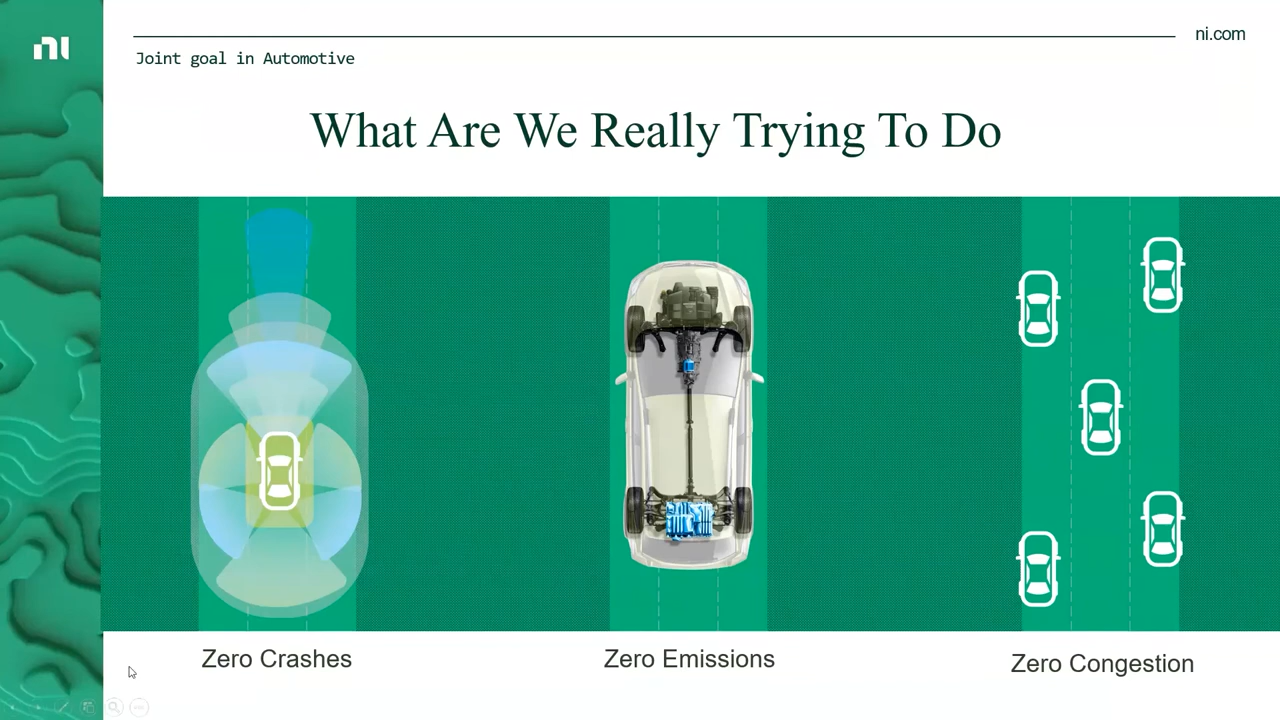 ni
ni.com
Joint goal in Automotive
What Are We Really Trying To Do
Zero Crashes
Zero Emissions
Zero Congestion